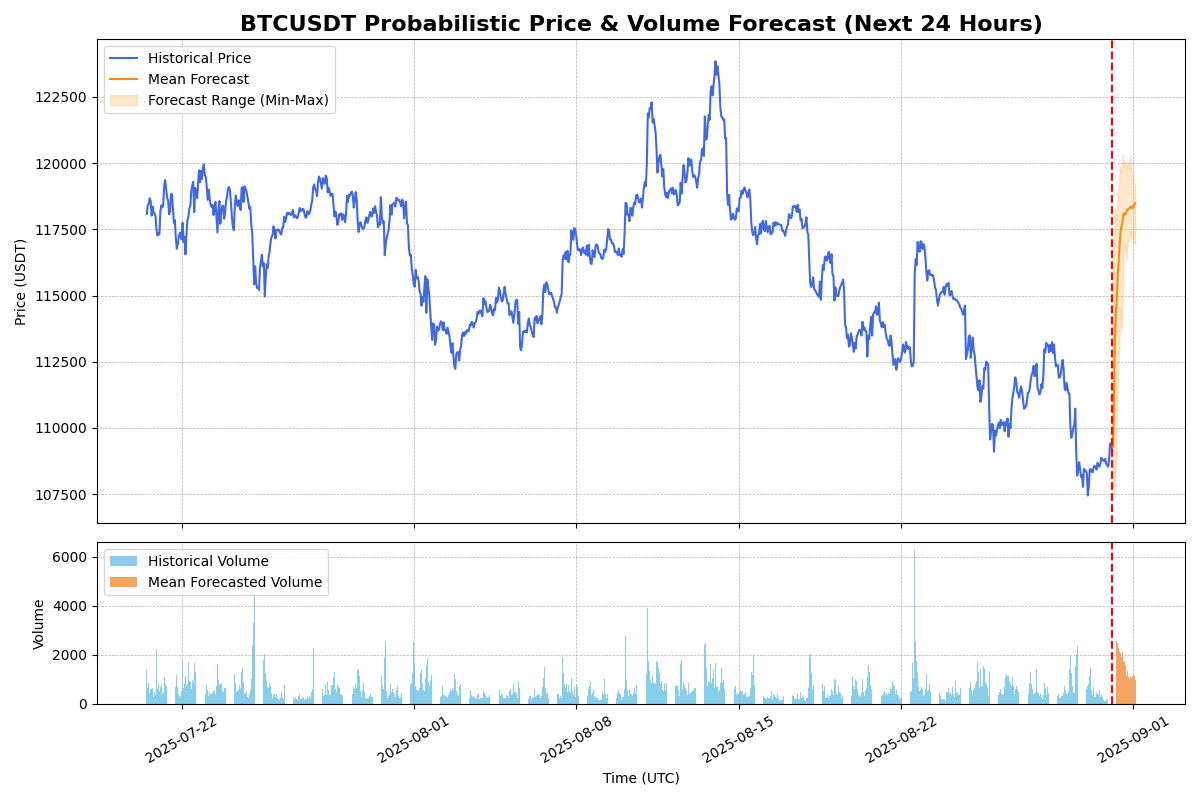 BTCUSDT Probabilistic Price & Volume Forecast (Next 24 Hours)
Historical Price
Mean Forecast
Forecast Range (Min-Max)
Price (USDT)
122500
120000
117500
115000
112500
110000
107500
Historical Volume
Mean Forecasted Volume
Volume
6000
4000
2000
0
2025-07-22
2025-08-01
2025-08-08
2025-08-15
2025-08-22
2025-09-01
Time (UTC)